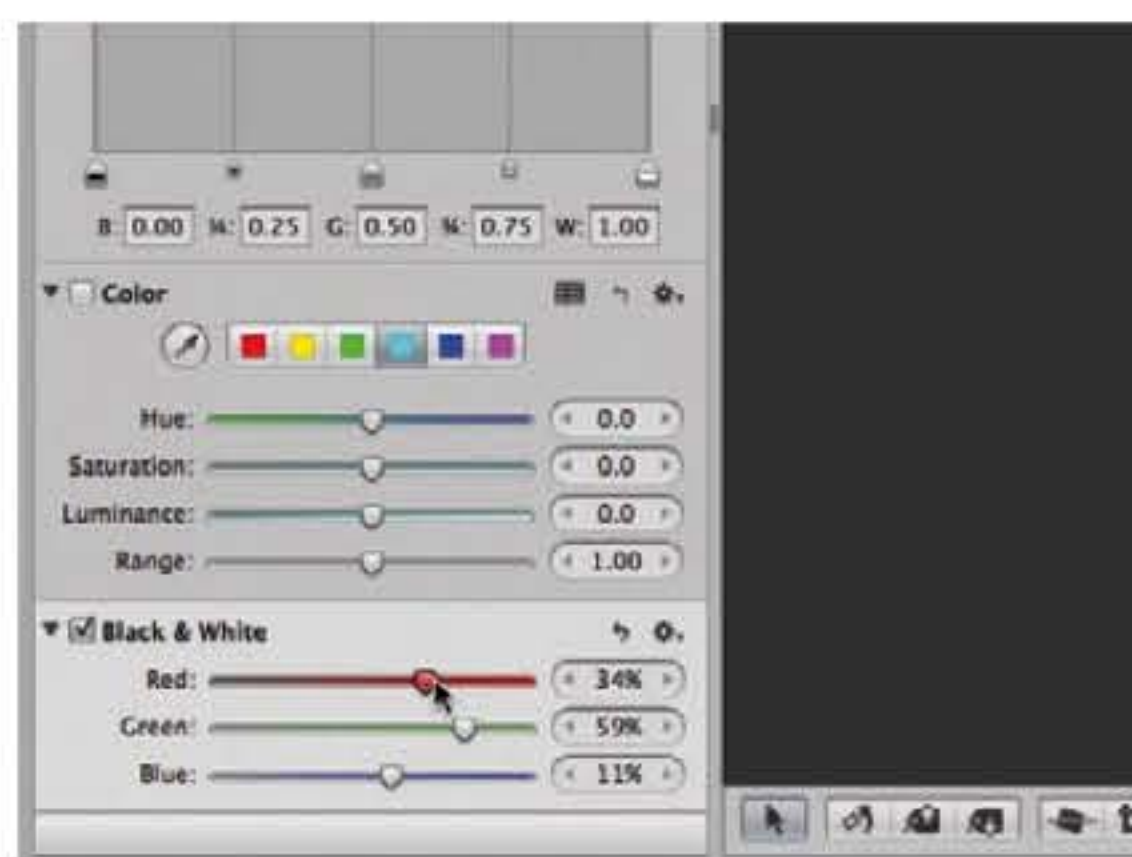 B: 0.00 ¼: 0.25 G: 0.50 ¾: 0.75 W: 1.00
Color
Hue: 0.0
Saturation: 0.0
Luminance: 0.0
Range: 1.00
Black & White
Red: 34%
Green: 59%
Blue: 11%